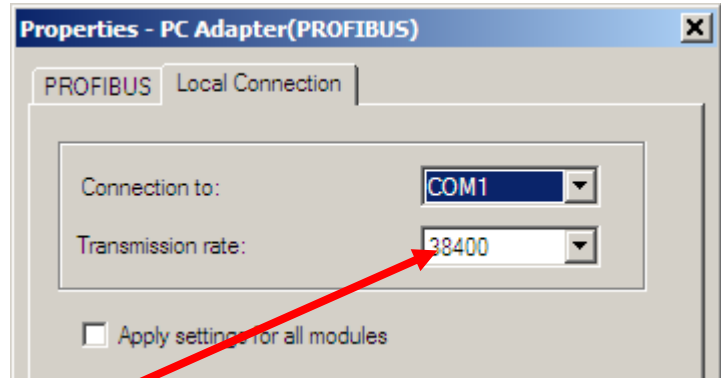 Properties - PC Adapter(PROFIBUS)
PROFIBUS Local Connection
Connection to: COM1
Transmission rate: 38400
Apply settings for all modules